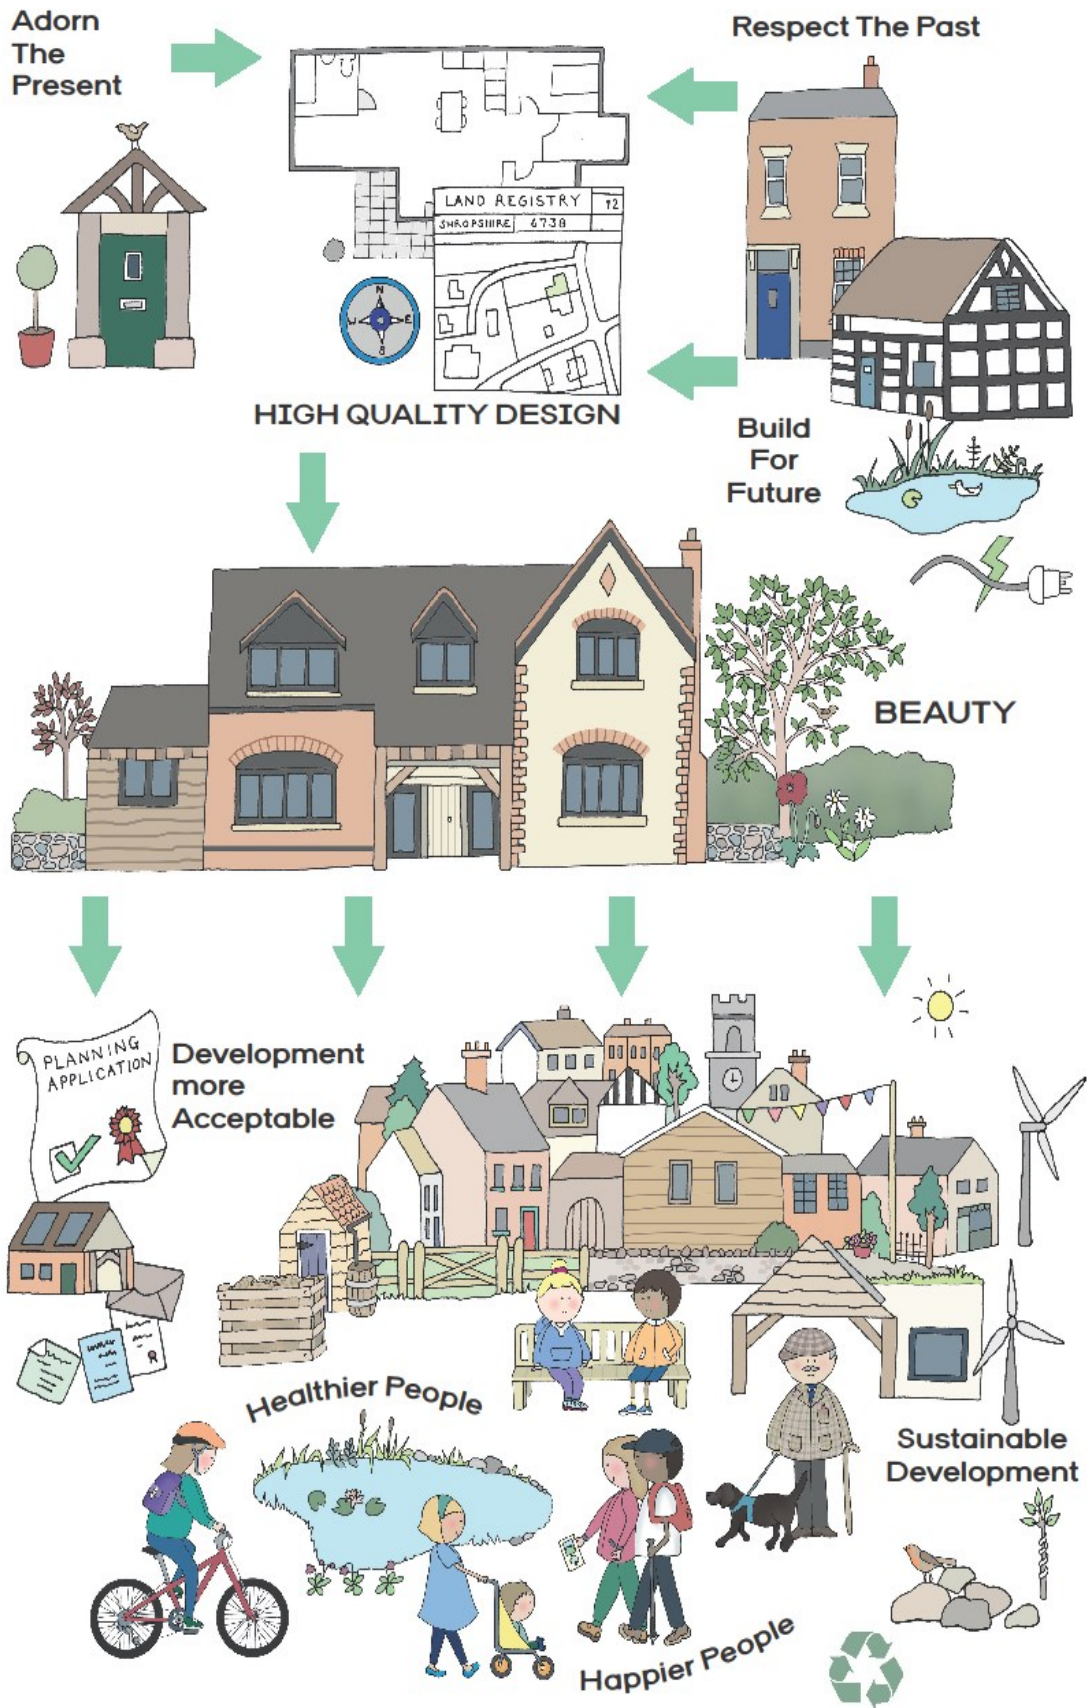 Adorn
The
Present
Respect The Past
LAND REGISTRY 72
SHROPSHIRE 6738
N
W E
S
HIGH QUALITY DESIGN
Build
For
Future
BEAUTY
PLANNING
APPLICATION
Development
more
Acceptable
Healthier People
Sustainable
Development
Happier People